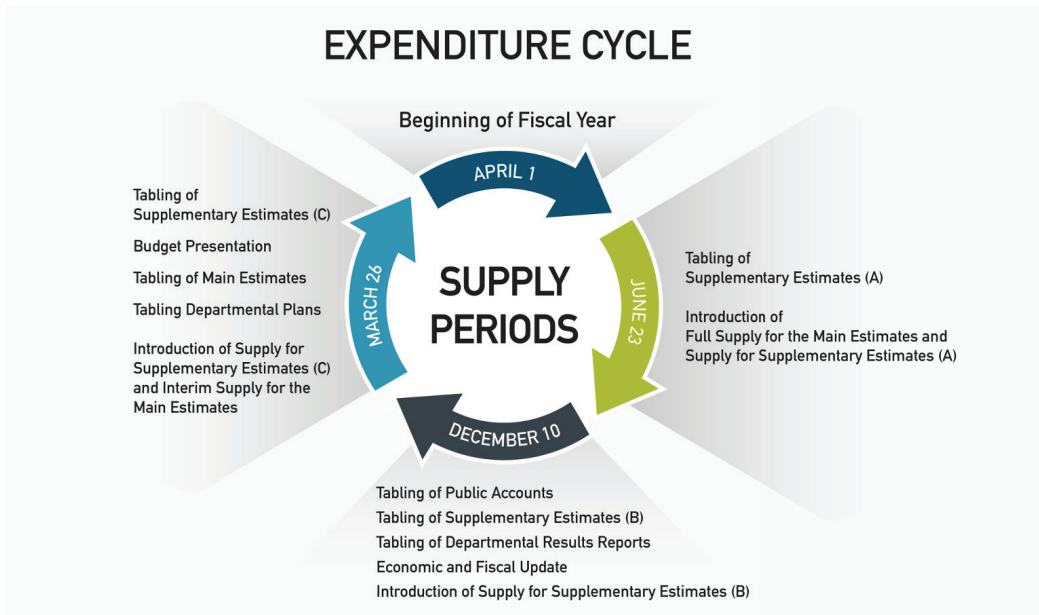 EXPENDITURE CYCLE
Beginning of Fiscal Year
APRIL 1
Tabling of
Supplementary Estimates (C)
Budget Presentation
Tabling of Main Estimates
Tabling Departmental Plans
Introduction of Supply for
Supplementary Estimates (C)
and Interim Supply for the
Main Estimates
MARCH 26
SUPPLY
PERIODS
JUNE 23
Tabling of
Supplementary Estimates (A)
Introduction of
Full Supply for the Main Estimates and
Supply for Supplementary Estimates (A)
DECEMBER 10
Tabling of Public Accounts
Tabling of Supplementary Estimates (B)
Tabling of Departmental Results Reports
Economic and Fiscal Update
Introduction of Supply for Supplementary Estimates (B)